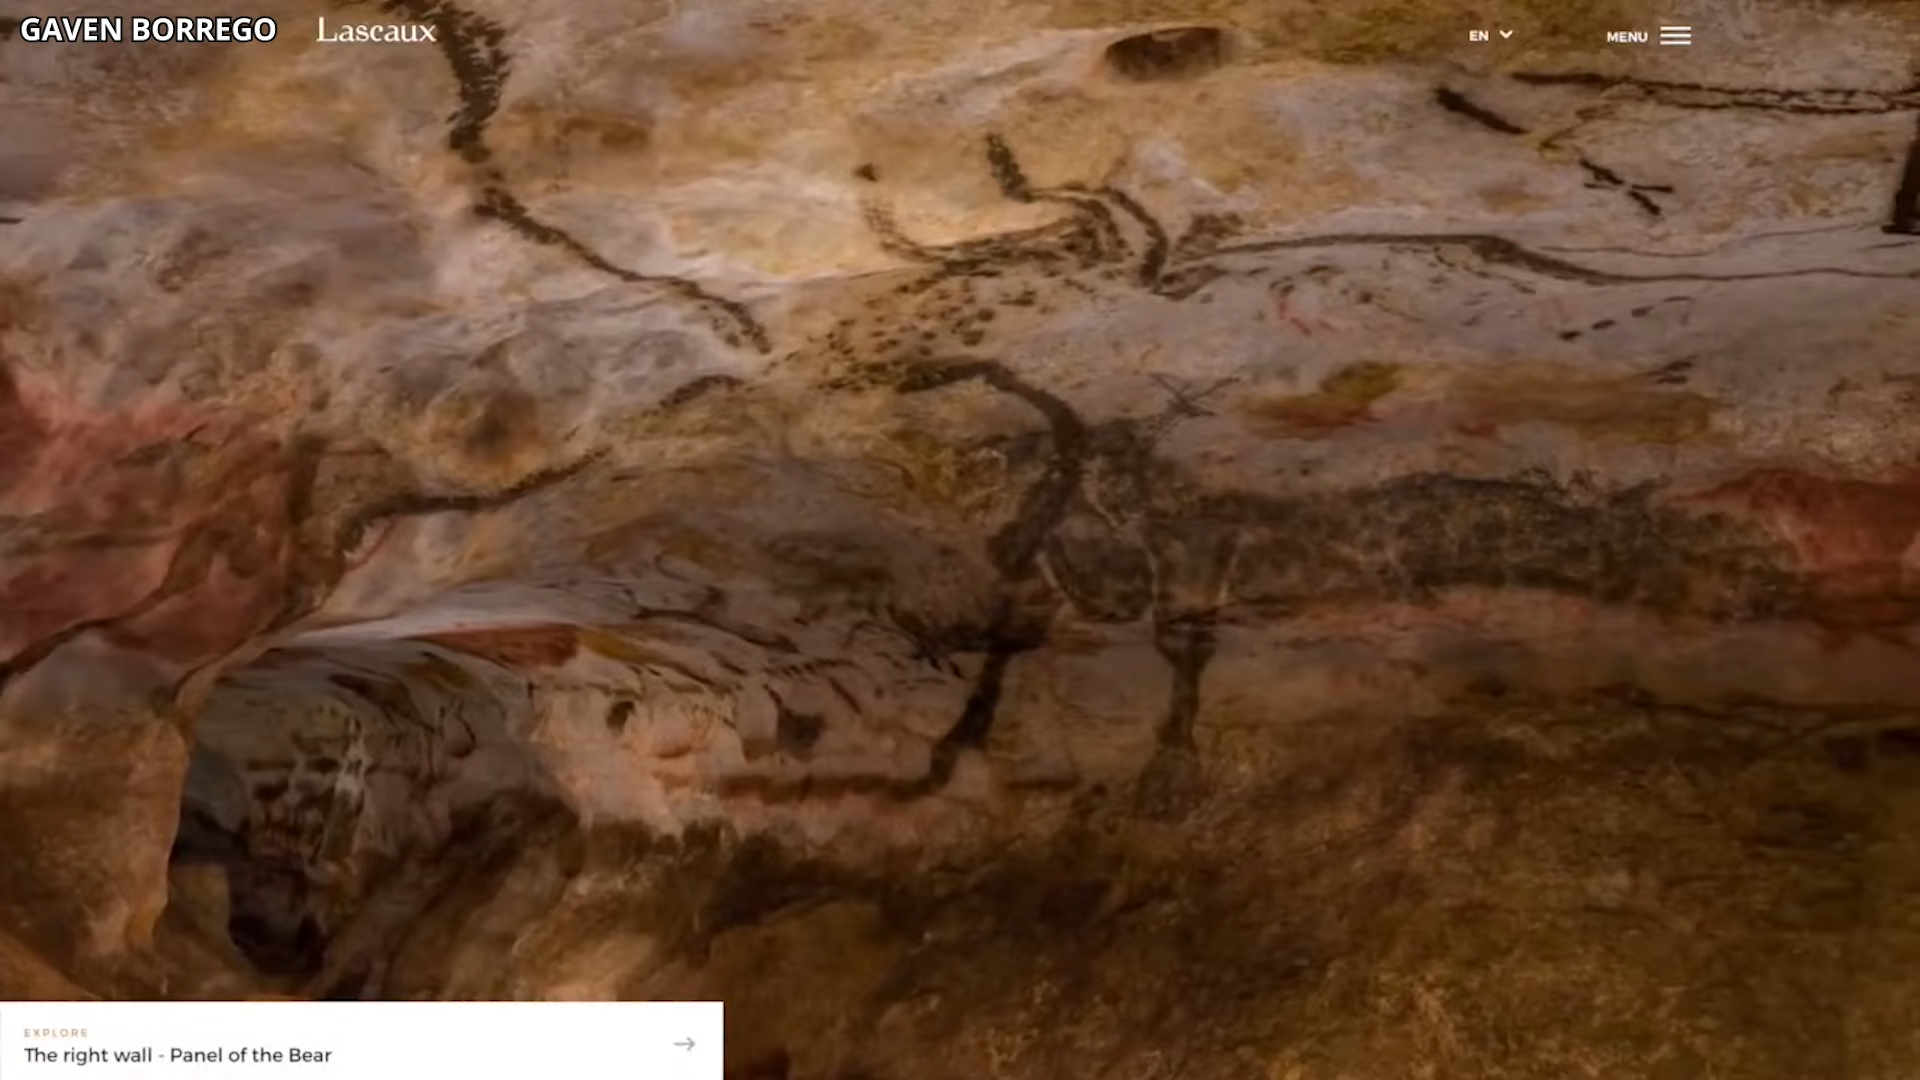 GAVEN BORREGO
Lascaux
EN
MENU
EXPLORE
The right wall - Panel of the Bear